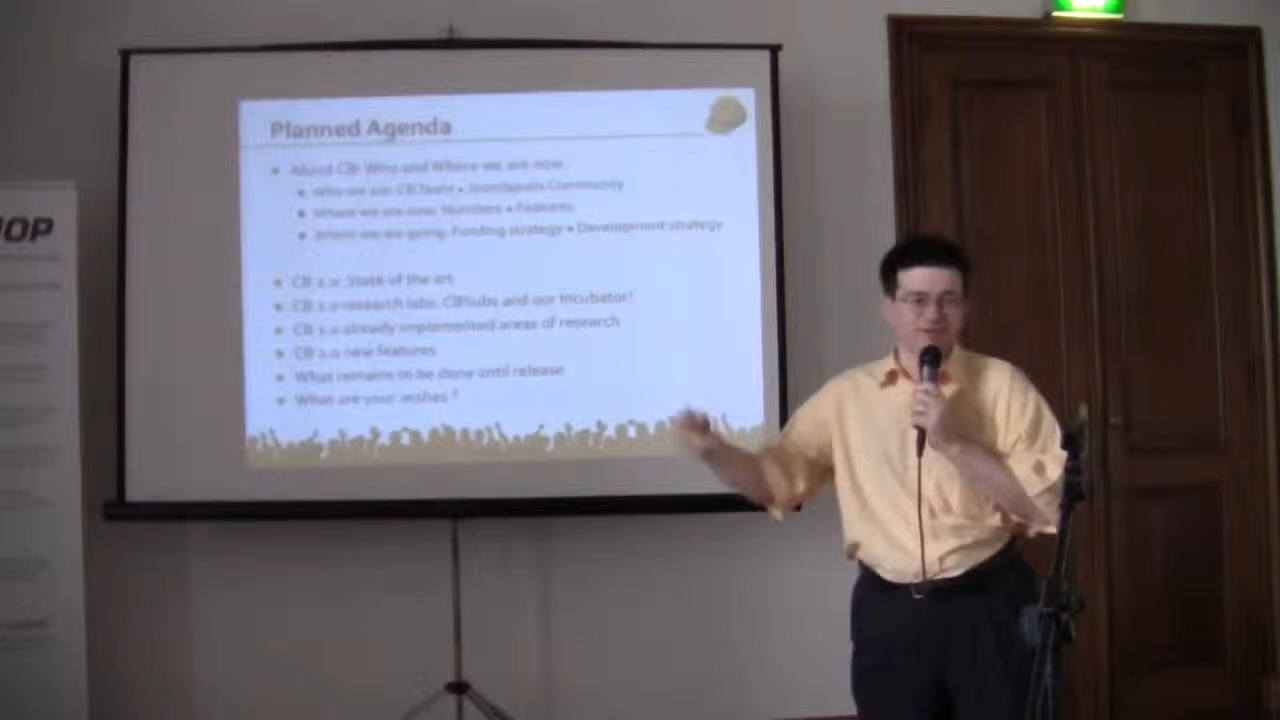 Planned Agenda
About CB: Who and Where we are now
Who we are: CB Team • Joomlapolis Community
Where we are now: Numbers • Features
Where we are going: Funding strategy • Development strategy
CB 2.0: State of the art
CB 2.0 research labs: CBSubs and our Incubator!
CB 2.0 already implemented areas of research
CB 2.0 new features
What remains to be done until release
What are your wishes ?
OP